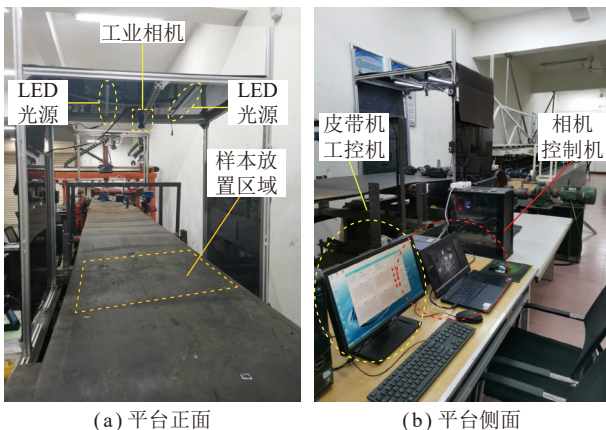 工业相机
LED
光源
LED
光源
样本放
置区域
(a) 平台正面
皮带机
工控机
相机
控制机
(b) 平台侧面